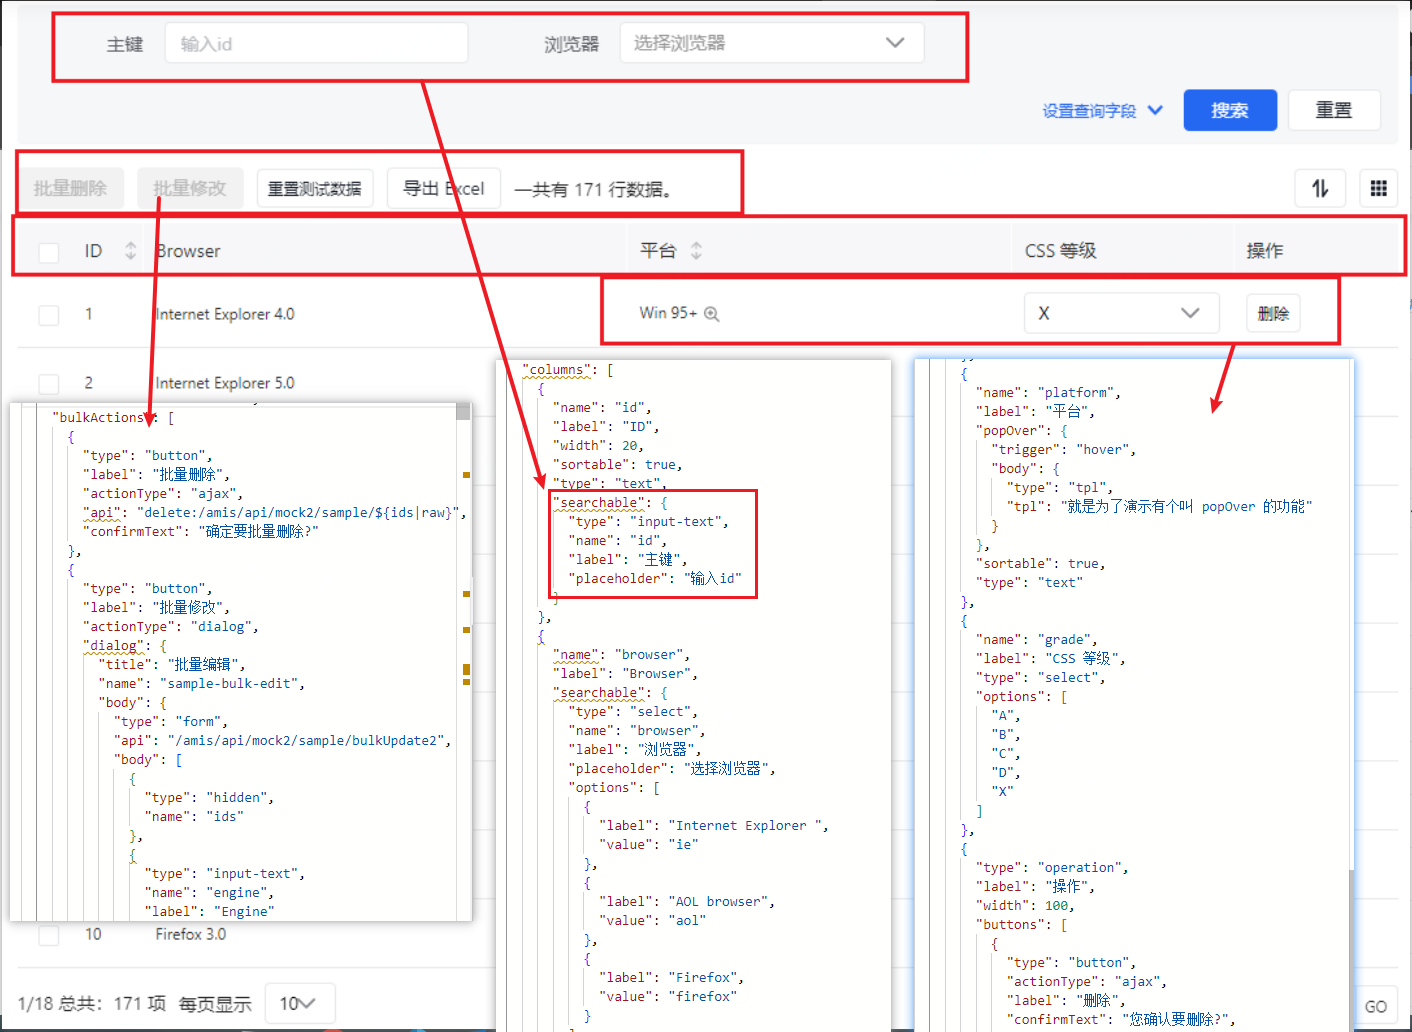 主键 输入id 浏览器 选择浏览器
设置查询字段 搜索 重置
批量删除 批量修改 重置测试数据 导出 Excel 一共有 171 行数据。
ID Browser 平台 CSS 等级 操作
1 Internet Explorer 4.0 Win 95+ X 删除
2 Internet Explorer 5.0
"bulkActions": [
{
"type": "button",
"label": "批量删除",
"actionType": "ajax",
"api": "delete:/amis/api/mock2/sample/${ids|raw}",
"confirmText": "确定要批量删除?"
},
{
"type": "button",
"label": "批量修改",
"actionType": "dialog",
"dialog": {
"title": "批量编辑",
"name": "sample-bulk-edit",
"body": {
"type": "form",
"api": "/amis/api/mock2/sample/bulkUpdate2",
"body": [
{
"type": "hidden",
"name": "ids"
},
{
"type": "input-text",
"name": "engine",
"label": "Engine"
"columns": [
{
"name": "id",
"label": "ID",
"width": 20,
"sortable": true,
"type": "text",
"searchable": {
"type": "input-text",
"name": "id",
"label": "主键",
"placeholder": "输入id"
}
},
{
"name": "browser",
"label": "Browser",
"searchable": {
"type": "select",
"name": "browser",
"label": "浏览器",
"placeholder": "选择浏览器",
"options": [
{
"label": "Internet Explorer ",
"value": "ie"
},
{
"label": "AOL browser",
"value": "aol"
},
{
"label": "Firefox",
"value": "firefox"
}
{
"name": "platform",
"label": "平台",
"popOver": {
"trigger": "hover",
"body": {
"type": "tpl",
"tpl": "就是为了演示有个叫 popOver 的功能"
}
},
"sortable": true,
"type": "text"
},
{
"name": "grade",
"label": "CSS 等级",
"type": "select",
"options": [
"A",
"B",
"C",
"D",
"X"
]
},
{
"type": "operation",
"label": "操作",
"width": 100,
"buttons": [
{
"type": "button",
"actionType": "ajax",
"label": "删除",
"confirmText": "您确认要删除?",
10 Firefox 3.0
1/18 总共：171 项 每页显示 10 GO